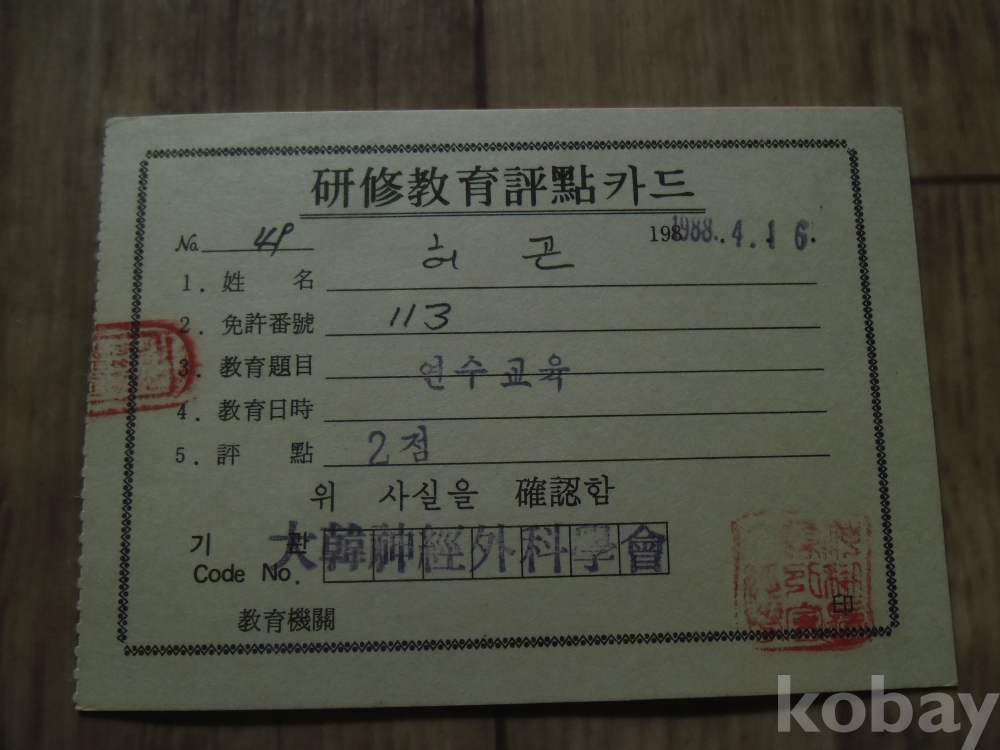 研修教育評點카드
No. 49
198 1988. 4. 16.
1. 姓 名 허 곤
2. 免許番號 113
3. 教育題目 연수교육
4. 教育日時
5. 評 點 2점
위 사실을 確認함
기 관 大韓神經外科學會
Code No.
教育機關
印
kobay